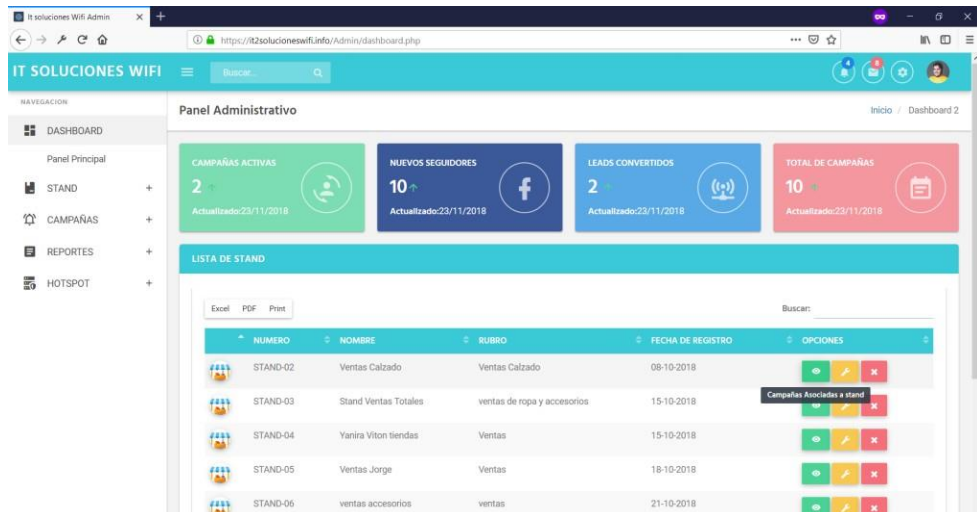 It soluciones Wifi Admin
https://it2solucioneswifi.info/Admin/dashboard.php
IT SOLUCIONES WIFI
Buscar...
4
8
NAVEGACION
Panel Administrativo
Inicio / Dashboard 2
DASHBOARD
Panel Principal
STAND +
CAMPAÑAS +
REPORTES +
HOTSPOT +
CAMPAÑAS ACTIVAS
2
Actualizado:23/11/2018
NUEVOS SEGUIDORES
10
Actualizado:23/11/2018
LEADS CONVERTIDOS
2
Actualizado:23/11/2018
TOTAL DE CAMPAÑAS
10
Actualizado:23/11/2018
LISTA DE STAND
Excel PDF Print
Buscar:
NUMERO NOMBRE RUBRO FECHA DE REGISTRO OPCIONES
STAND-02 Ventas Calzado Ventas Calzado 08-10-2018
Campañas Asociadas a stand
STAND-03 Stand Ventas Totales ventas de ropa y accesorios 15-10-2018
STAND-04 Yanira Viton tiendas Ventas 15-10-2018
STAND-05 Ventas Jorge Ventas 18-10-2018
STAND-06 ventas accesorios ventas 21-10-2018